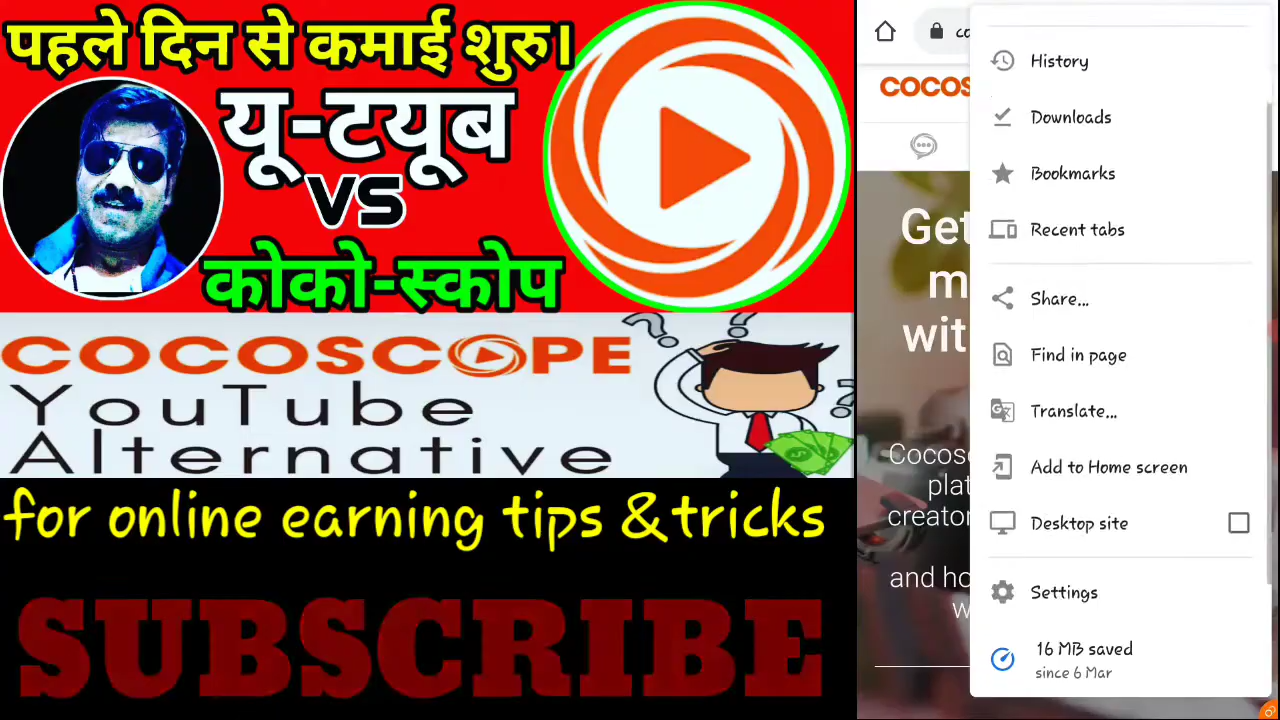 पहले दिन से कमाई शुरु।
यू-टयूब
VS
कोको-स्कोप
COCOSCOPE
YouTube
Alternative
for online earning tips &tricks
SUBSCRIBE
COCOS
Get
wit
Cocosc
plat
creator
and ho
w
History
Downloads
Bookmarks
Recent tabs
Share...
Find in page
Translate...
Add to Home screen
Desktop site
Settings
16 MB saved
since 6 Mar